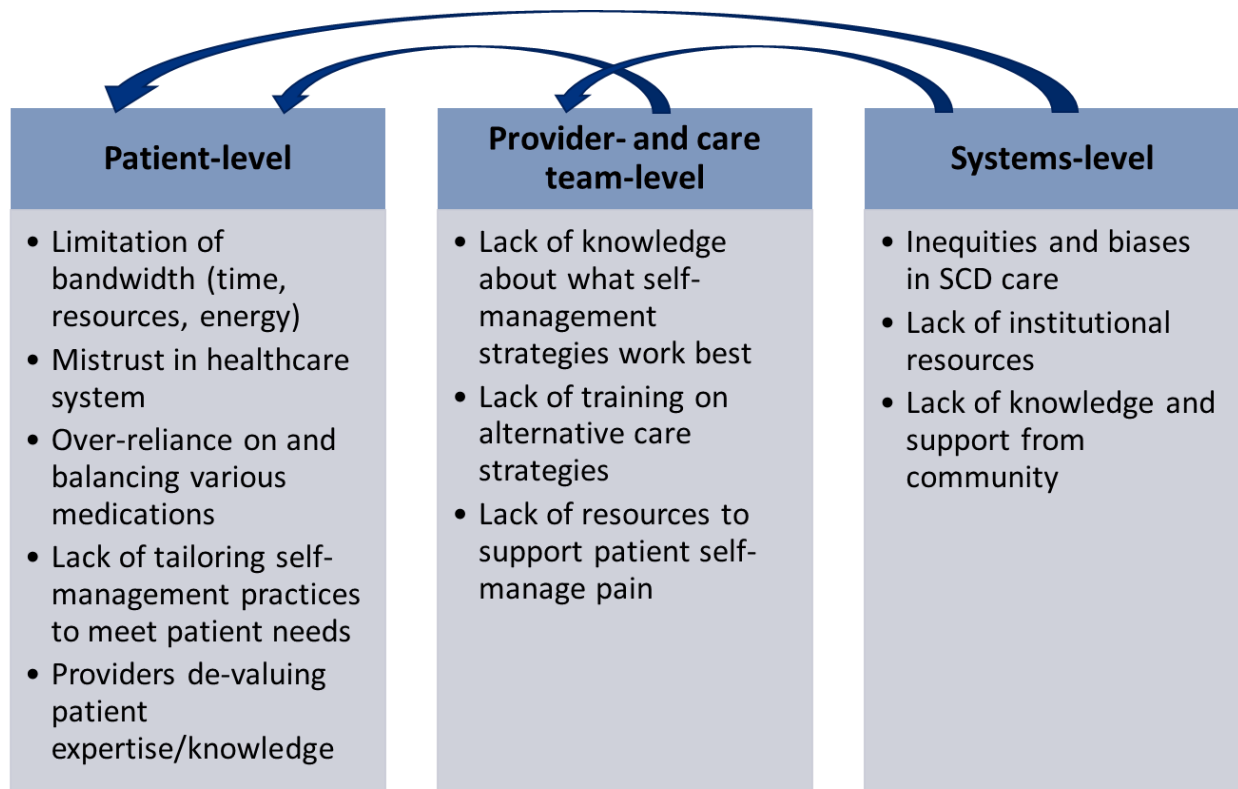 Patient-level
• Limitation of
bandwidth (time,
resources, energy)
• Mistrust in healthcare
system
• Over-reliance on and
balancing various
medications
• Lack of tailoring self-
management practices
to meet patient needs
• Providers de-valuing
patient
expertise/knowledge
Provider- and care
team-level
• Lack of knowledge
about what self-
management
strategies work best
• Lack of training on
alternative care
strategies
• Lack of resources to
support patient self-
manage pain
Systems-level
• Inequities and biases
in SCD care
• Lack of institutional
resources
• Lack of knowledge and
support from
community